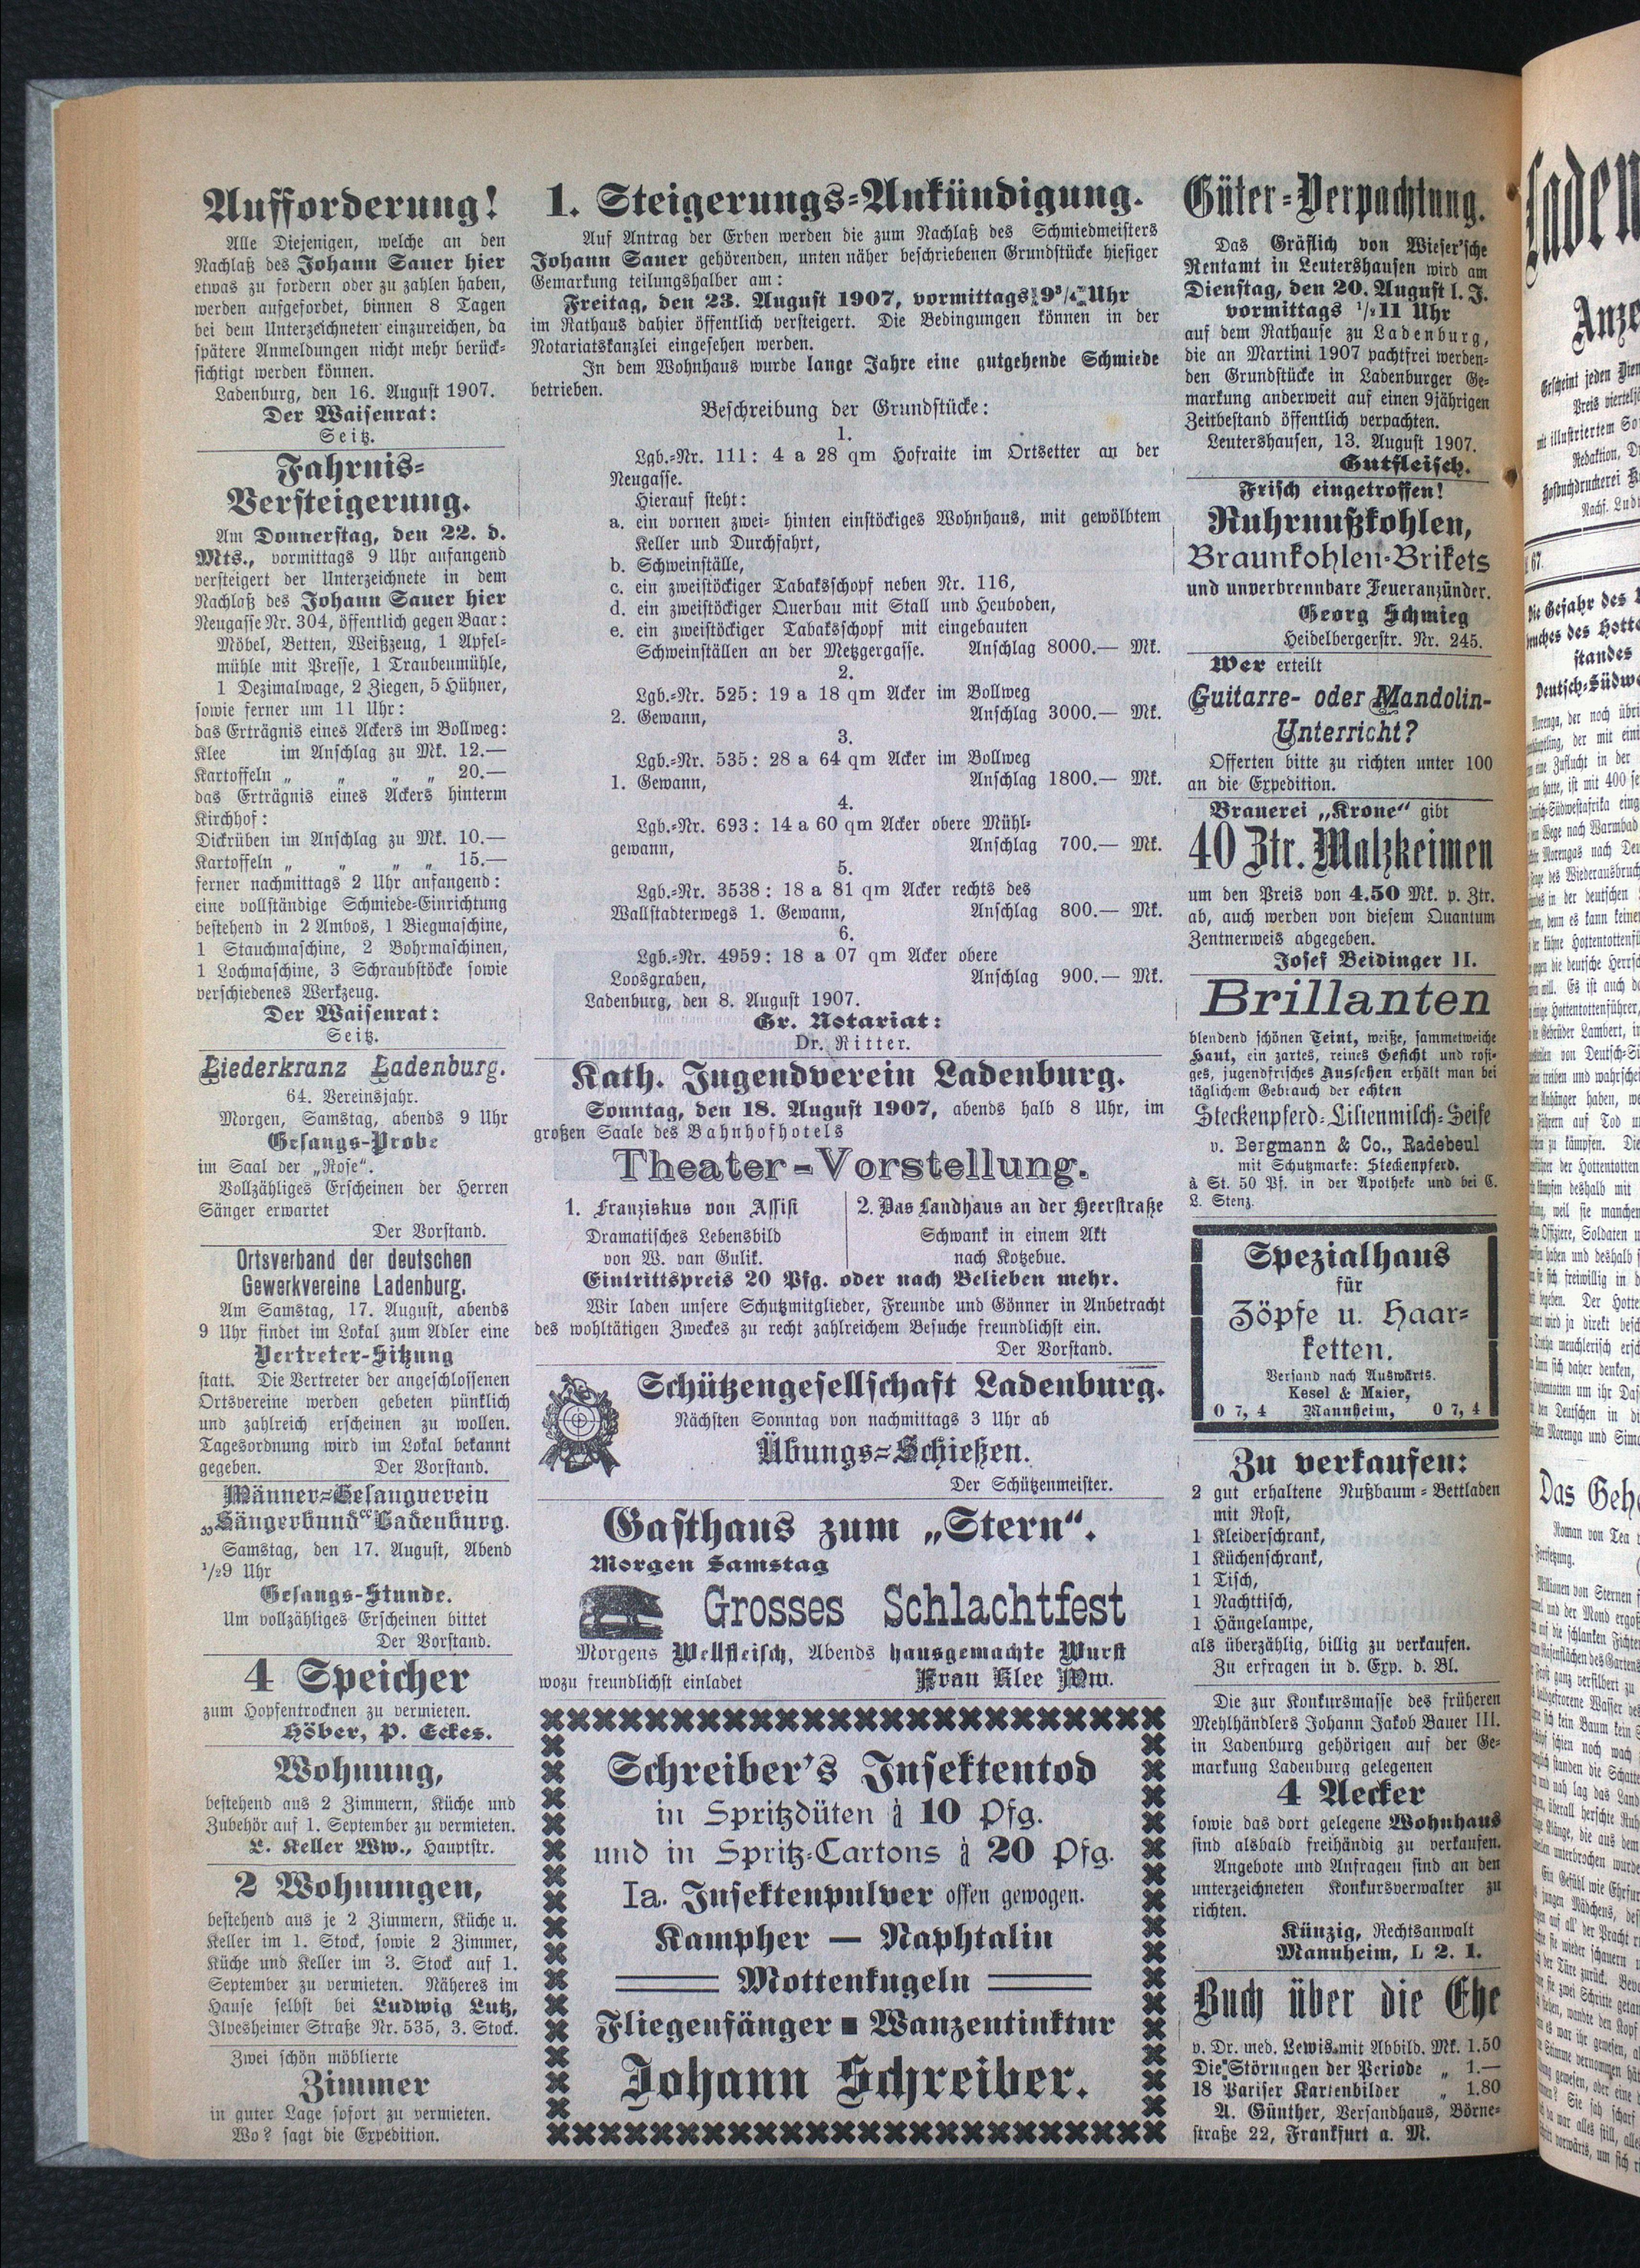 Aufforderung!
Alle Diejenigen, welche an den
Nachlaß des Johann Sauer hier
etwas zu fordern oder zu zahlen haben,
werden aufgefordet, binnen 8 Tagen
bei dem Unterzeichneten einzureichen, da
spätere Anmeldungen nicht mehr berück-
sichtigt werden können.
Ladenburg, den 16. August 1907.
Der Waisenrat:
Seitz.
Fahrnis-
Versteigerung.
Am Donnerstag, den 22. d.
Mts., vormittags 9 Uhr anfangend
versteigert der Unterzeichnete in dem
Nachlaß des Johann Sauer hier
Neugasse Nr. 304, öffentlich gegen Baar:
Möbel, Betten, Weißzeug, 1 Apfel-
mühle mit Presse, 1 Traubenmühle,
1 Dezimalwage, 2 Ziegen, 5 Hühner,
sowie ferner um 11 Uhr:
das Erträgnis eines Ackers im Bollweg:
Klee im Anschlag zu Mk. 12.—
Kartoffeln „ „ „ „ 20.—
das Erträgnis eines Ackers hinterm
Kirchhof:
Dickrüben im Anschlag zu Mk. 10.—
Kartoffeln „ „ „ „ 15.—
ferner nachmittags 2 Uhr anfangend:
eine vollständige Schmiede-Einrichtung
bestehend in 2 Ambos, 1 Biegmaschine,
1 Stauchmaschine, 2 Bohrmaschinen,
1 Lochmaschine, 3 Schraubstöcke sowie
verschiedenes Werkzeug.
Der Waisenrat:
Seitz.
Liederkranz Ladenburg.
64. Vereinsjahr.
Morgen, Samstag, abends 9 Uhr
Gesangs-Probe
im Saal der „Rose“.
Vollzähliges Erscheinen der Herren
Sänger erwartet
Der Vorstand.
Ortsverband der deutschen
Gewerkvereine Ladenburg.
Am Samstag, 17. August, abends
9 Uhr findet im Lokal zum Adler eine
Vertreter-Sitzung
statt. Die Vertreter der angeschlossenen
Ortsvereine werden gebeten pünktlich
und zahlreich erscheinen zu wollen.
Tagesordnung wird im Lokal bekannt
gegeben. Der Vorstand.
Männer-Gesangverein
„Sängerbund“ Ladenburg.
Samstag, den 17. August, Abend
1/29 Uhr
Gesangs-Stunde.
Um vollzähliges Erscheinen bittet
Der Vorstand.
4 Speicher
zum Hopfentrocknen zu vermieten.
Höber, p. Eckes.
Wohnung,
bestehend aus 2 Zimmern, Küche und
Zubehör auf 1. September zu vermieten.
L. Keller Ww., Hauptstr.
2 Wohnungen,
bestehend aus je 2 Zimmern, Küche u.
Keller im 1. Stock, sowie 2 Zimmer,
Küche und Keller im 3. Stock auf 1.
September zu vermieten. Näheres im
Hause selbst bei Ludwig Lutz,
Ilvesheimer Straße Nr. 535, 3. Stock.
Zwei schön möblierte
Zimmer
in guter Lage sofort zu vermieten.
Wo? sagt die Expedition.
1. Steigerungs-Ankündigung.
Auf Antrag der Erben werden die zum Nachlaß des Schmiedmeisters
Johann Sauer gehörenden, unten näher beschriebenen Grundstücke hiesiger
Gemarkung teilungshalber am:
Freitag, den 23. August 1907, vormittags 9 3/4 Uhr
im Rathaus dahier öffentlich versteigert. Die Bedingungen können in der
Notariatskanzlei eingesehen werden.
In dem Wohnhaus wurde lange Jahre eine gutgehende Schmiede
betrieben.
Beschreibung der Grundstücke:
1.
Lgb.-Nr. 111: 4 a 28 qm Hofraite im Ortsetter an der
Neugasse.
Hierauf steht:
a. ein vornen zwei- hinten einstöckiges Wohnhaus, mit gewölbtem
Keller und Durchfahrt,
b. Schweinställe,
c. ein zweistöckiger Tabaksschopf neben Nr. 116,
d. ein zweistöckiger Querbau mit Stall und Heuboden,
e. ein zweistöckiger Tabaksschopf mit eingebauten
Schweinställen an der Metzgergasse. Anschlag 8000.— Mk.
2.
Lgb.-Nr. 525: 19 a 18 qm Acker im Bollweg
2. Gewann, Anschlag 3000.— Mk.
3.
Lgb.-Nr. 535: 28 a 64 qm Acker im Bollweg
1. Gewann, Anschlag 1800.— Mk.
4.
Lgb.-Nr. 693: 14 a 60 qm Acker obere Mühl-
gewann, Anschlag 700.— Mk.
5.
Lgb.-Nr. 3538: 18 a 81 qm Acker rechts des
Wallstadterwegs 1. Gewann, Anschlag 800.— Mk.
6.
Lgb.-Nr. 4959: 18 a 07 qm Acker obere
Loosgraben, Anschlag 900.— Mk.
Ladenburg, den 8. August 1907.
Gr. Notariat:
Dr. Ritter.
Kath. Jugendverein Ladenburg.
Sonntag, den 18. August 1907, abends halb 8 Uhr, im
großen Saale des Bahnhofhotels
Theater-Vorstellung.
1. Franziskus von Assisi
Dramatisches Lebensbild
von W. van Gulik.
2. Das Landhaus an der Heerstraße
Schwank in einem Akt
nach Kotzebue.
Eintrittspreis 20 Pfg. oder nach Belieben mehr.
Wir laden unsere Schutzmitglieder, Freunde und Gönner in Anbetracht
des wohltätigen Zweckes zu recht zahlreichem Besuche freundlichst ein.
Der Vorstand.
Schützengesellschaft Ladenburg.
Nächsten Sonntag von nachmittags 3 Uhr ab
Übungs-Schießen.
Der Schützenmeister.
Gasthaus zum „Stern“.
Morgen Samstag
Grosses Schlachtfest
Morgens Wellfleisch, Abends hausgemachte Wurst
wozu freundlichst einladet Frau Klee Ww.
Schreiber's Insektentod
in Spritzdüten à 10 Pfg.
und in Spritz-Cartons à 20 Pfg.
Ia. Insektenpulver offen gewogen.
Kampher — Naphtalin
Mottenkugeln
Fliegenfänger ▪ Wanzentinktur
Johann Schreiber.
Güter-Verpachtung.
Das Gräflich von Wieser'sche
Rentamt in Leutershausen wird am
Dienstag, den 20. August l. J.
vormittags 1/211 Uhr
auf dem Rathause zu Ladenburg,
die an Martini 1907 pachtfrei werden-
den Grundstücke in Ladenburger Ge-
markung anderweit auf einen 9jährigen
Zeitbestand öffentlich verpachten.
Leutershausen, 13. August 1907.
Gutfleisch.
Frisch eingetroffen!
Ruhrnußkohlen,
Braunkohlen-Brikets
und unverbrennbare Feueranzünder.
Georg Schmieg
Heidelbergerstr. Nr. 245.
Wer erteilt
Guitarre- oder Mandolin-
Unterricht?
Offerten bitte zu richten unter 100
an die Expedition.
Brauerei „Krone“ gibt
40 Ztr. Malzkeimen
um den Preis von 4.50 Mk. p. Ztr.
ab, auch werden von diesem Quantum
Zentnerweis abgegeben.
Josef Beidinger II.
Brillanten
blendend schönen Teint, weiße, sammetweiche
Haut, ein zartes, reines Gesicht und rosi-
ges, jugendfrisches Aussehen erhält man bei
täglichem Gebrauch der echten
Steckenpferd-Lilienmilch-Seife
v. Bergmann & Co., Radebeul
mit Schutzmarke: Steckenpferd.
à St. 50 Pf. in der Apotheke und bei C.
L. Stenz.
Spezialhaus
für
Zöpfe u. Haar-
ketten.
Versand nach Auswärts.
Kesel & Maier,
O 7, 4 Mannheim, O 7, 4
Zu verkaufen:
2 gut erhaltene Nußbaum-Bettladen
mit Rost,
1 Kleiderschrank,
1 Küchenschrank,
1 Tisch,
1 Nachttisch,
1 Hängelampe,
als überzählig, billig zu verkaufen.
Zu erfragen in d. Exp. d. Bl.
Die zur Konkursmasse des früheren
Mehlhändlers Johann Jakob Bauer III.
in Ladenburg gehörigen auf der Ge-
markung Ladenburg gelegenen
4 Aecker
sowie das dort gelegene Wohnhaus
sind alsbald freihändig zu verkaufen.
Angebote und Anfragen sind an den
unterzeichneten Konkursverwalter zu
richten.
Künzig, Rechtsanwalt
Mannheim, L 2. 1.
Buch über die Ehe
v. Dr. med. Lewis mit Abbild. Mk. 1.50
Die Störungen der Periode „ 1.—
18 Pariser Kartenbilder „ 1.80
A. Günther, Versandhaus, Börne-
straße 22, Frankfurt a. M.